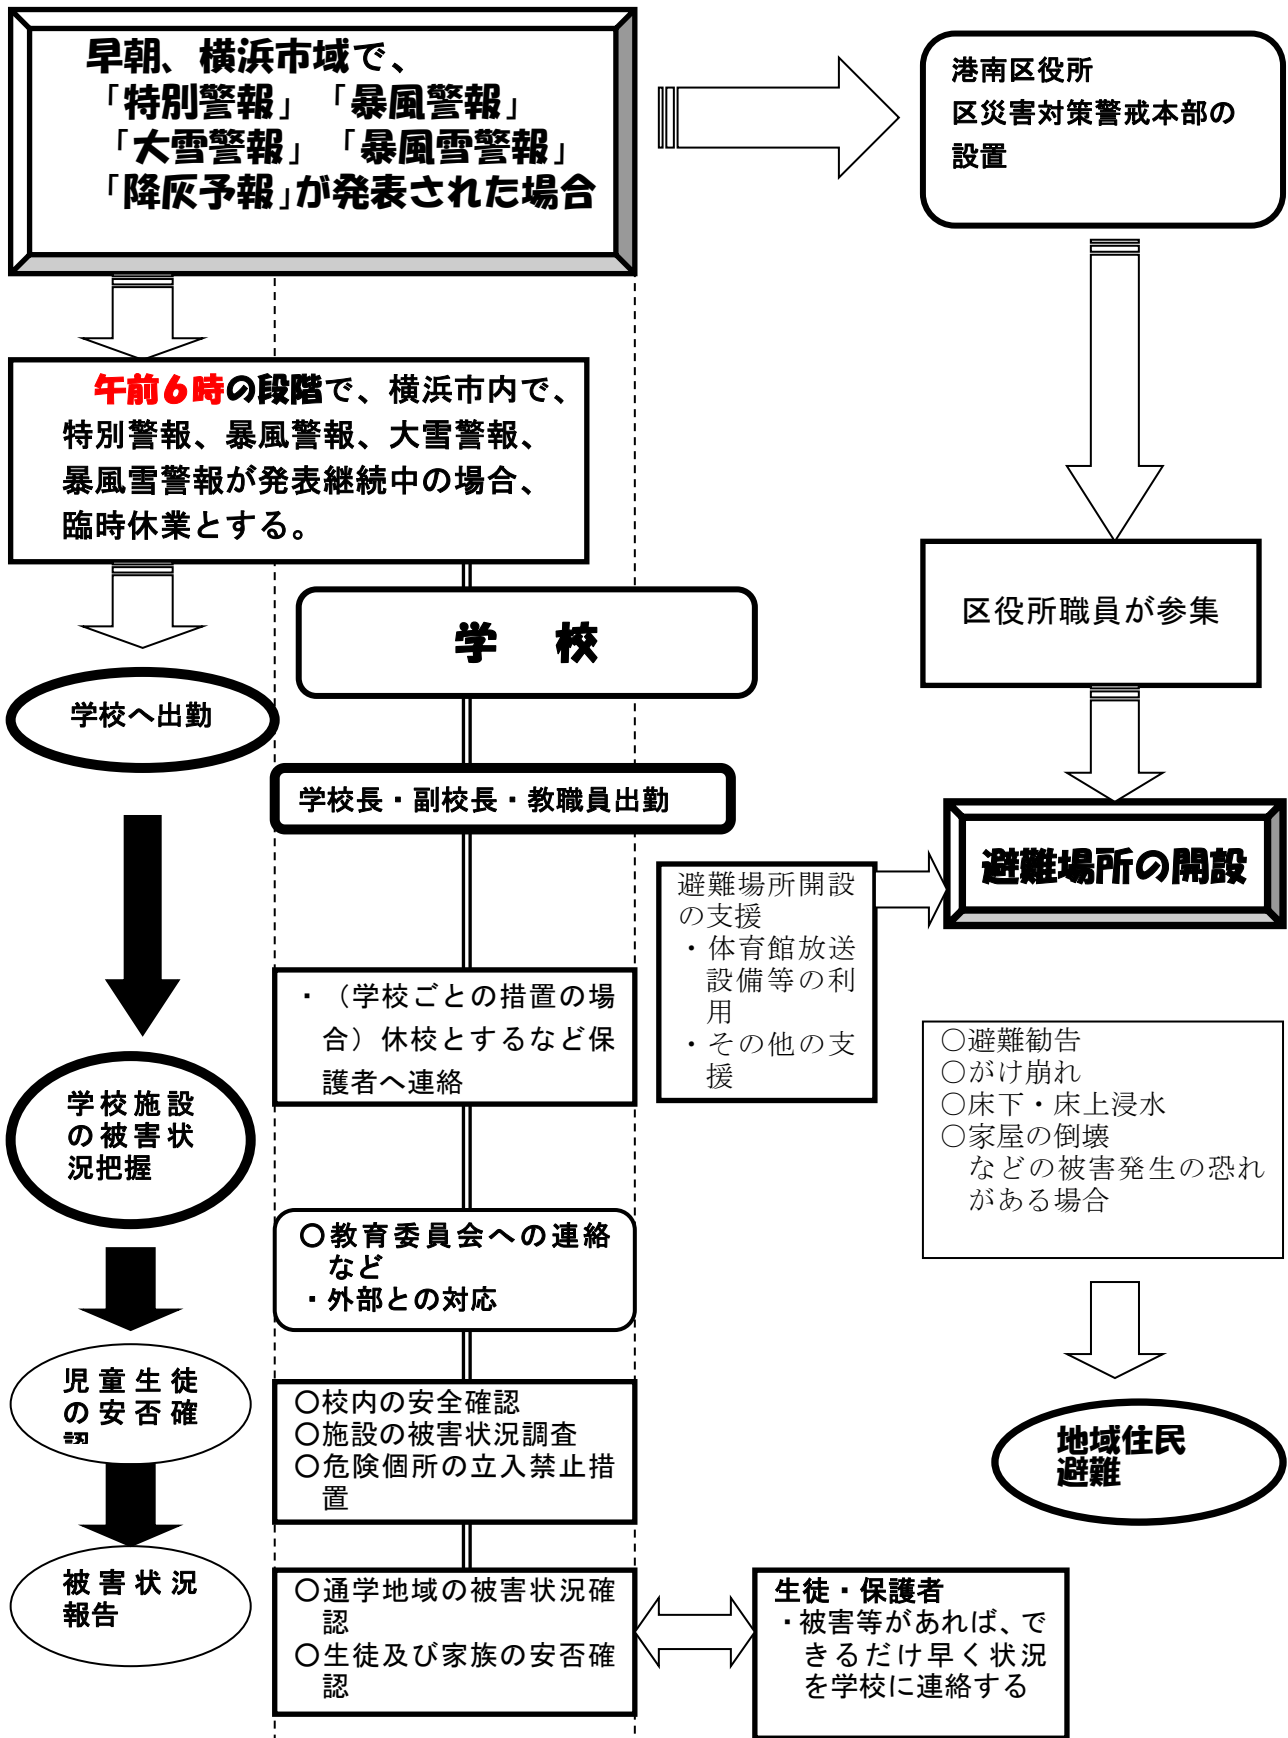 早朝、横浜市域で、
「特別警報」「暴風警報」
「大雪警報」「暴風雪警報」
「降灰予報」が発表された場合
港南区役所
区災害対策警戒本部の
設置
午前６時の段階で、横浜市内で、
特別警報、暴風警報、大雪警報、
暴風雪警報が発表継続中の場合、
臨時休業とする。
学　校
区役所職員が参集
学校へ出勤
学校長・副校長・教職員出勤
避難場所の開設
避難場所開設
の支援
・体育館放送
設備等の利
用
・その他の支
援
・（学校ごとの措置の場
合）休校とするなど保
護者へ連絡
○避難勧告
○がけ崩れ
○床下・床上浸水
○家屋の倒壊
などの被害発生の恐れ
がある場合
学校施設
の被害状
況把握
○教育委員会への連絡
など
・外部との対応
児童生徒
の安否確
認
○校内の安全確認
○施設の被害状況調査
○危険個所の立入禁止措
置
地域住民
避難
被害状況
報告
○通学地域の被害状況確
認
○生徒及び家族の安否確
認
生徒・保護者
・被害等があれば、で
きるだけ早く状況
を学校に連絡する